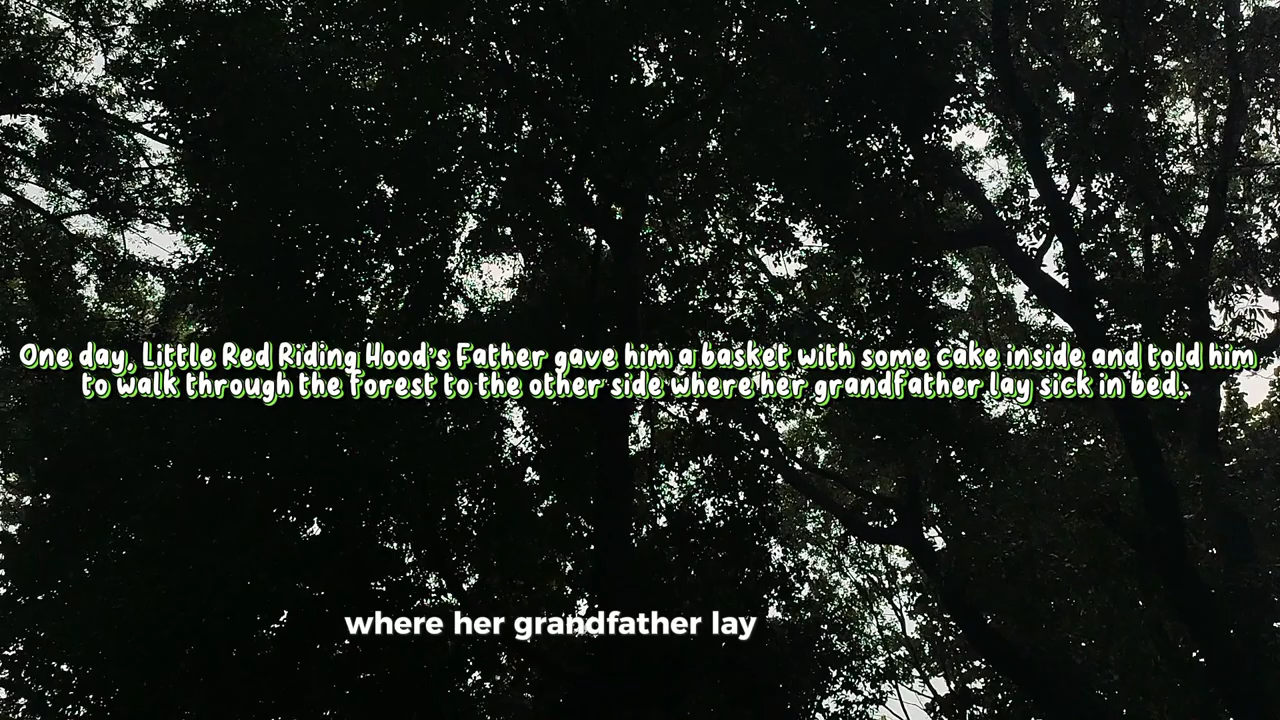 One day, Little Red Riding Hood's Father gave him a basket with some cake inside and told him
to walk through the forest to the other side where her grandfather lay sick in bed.
where her grandfather lay